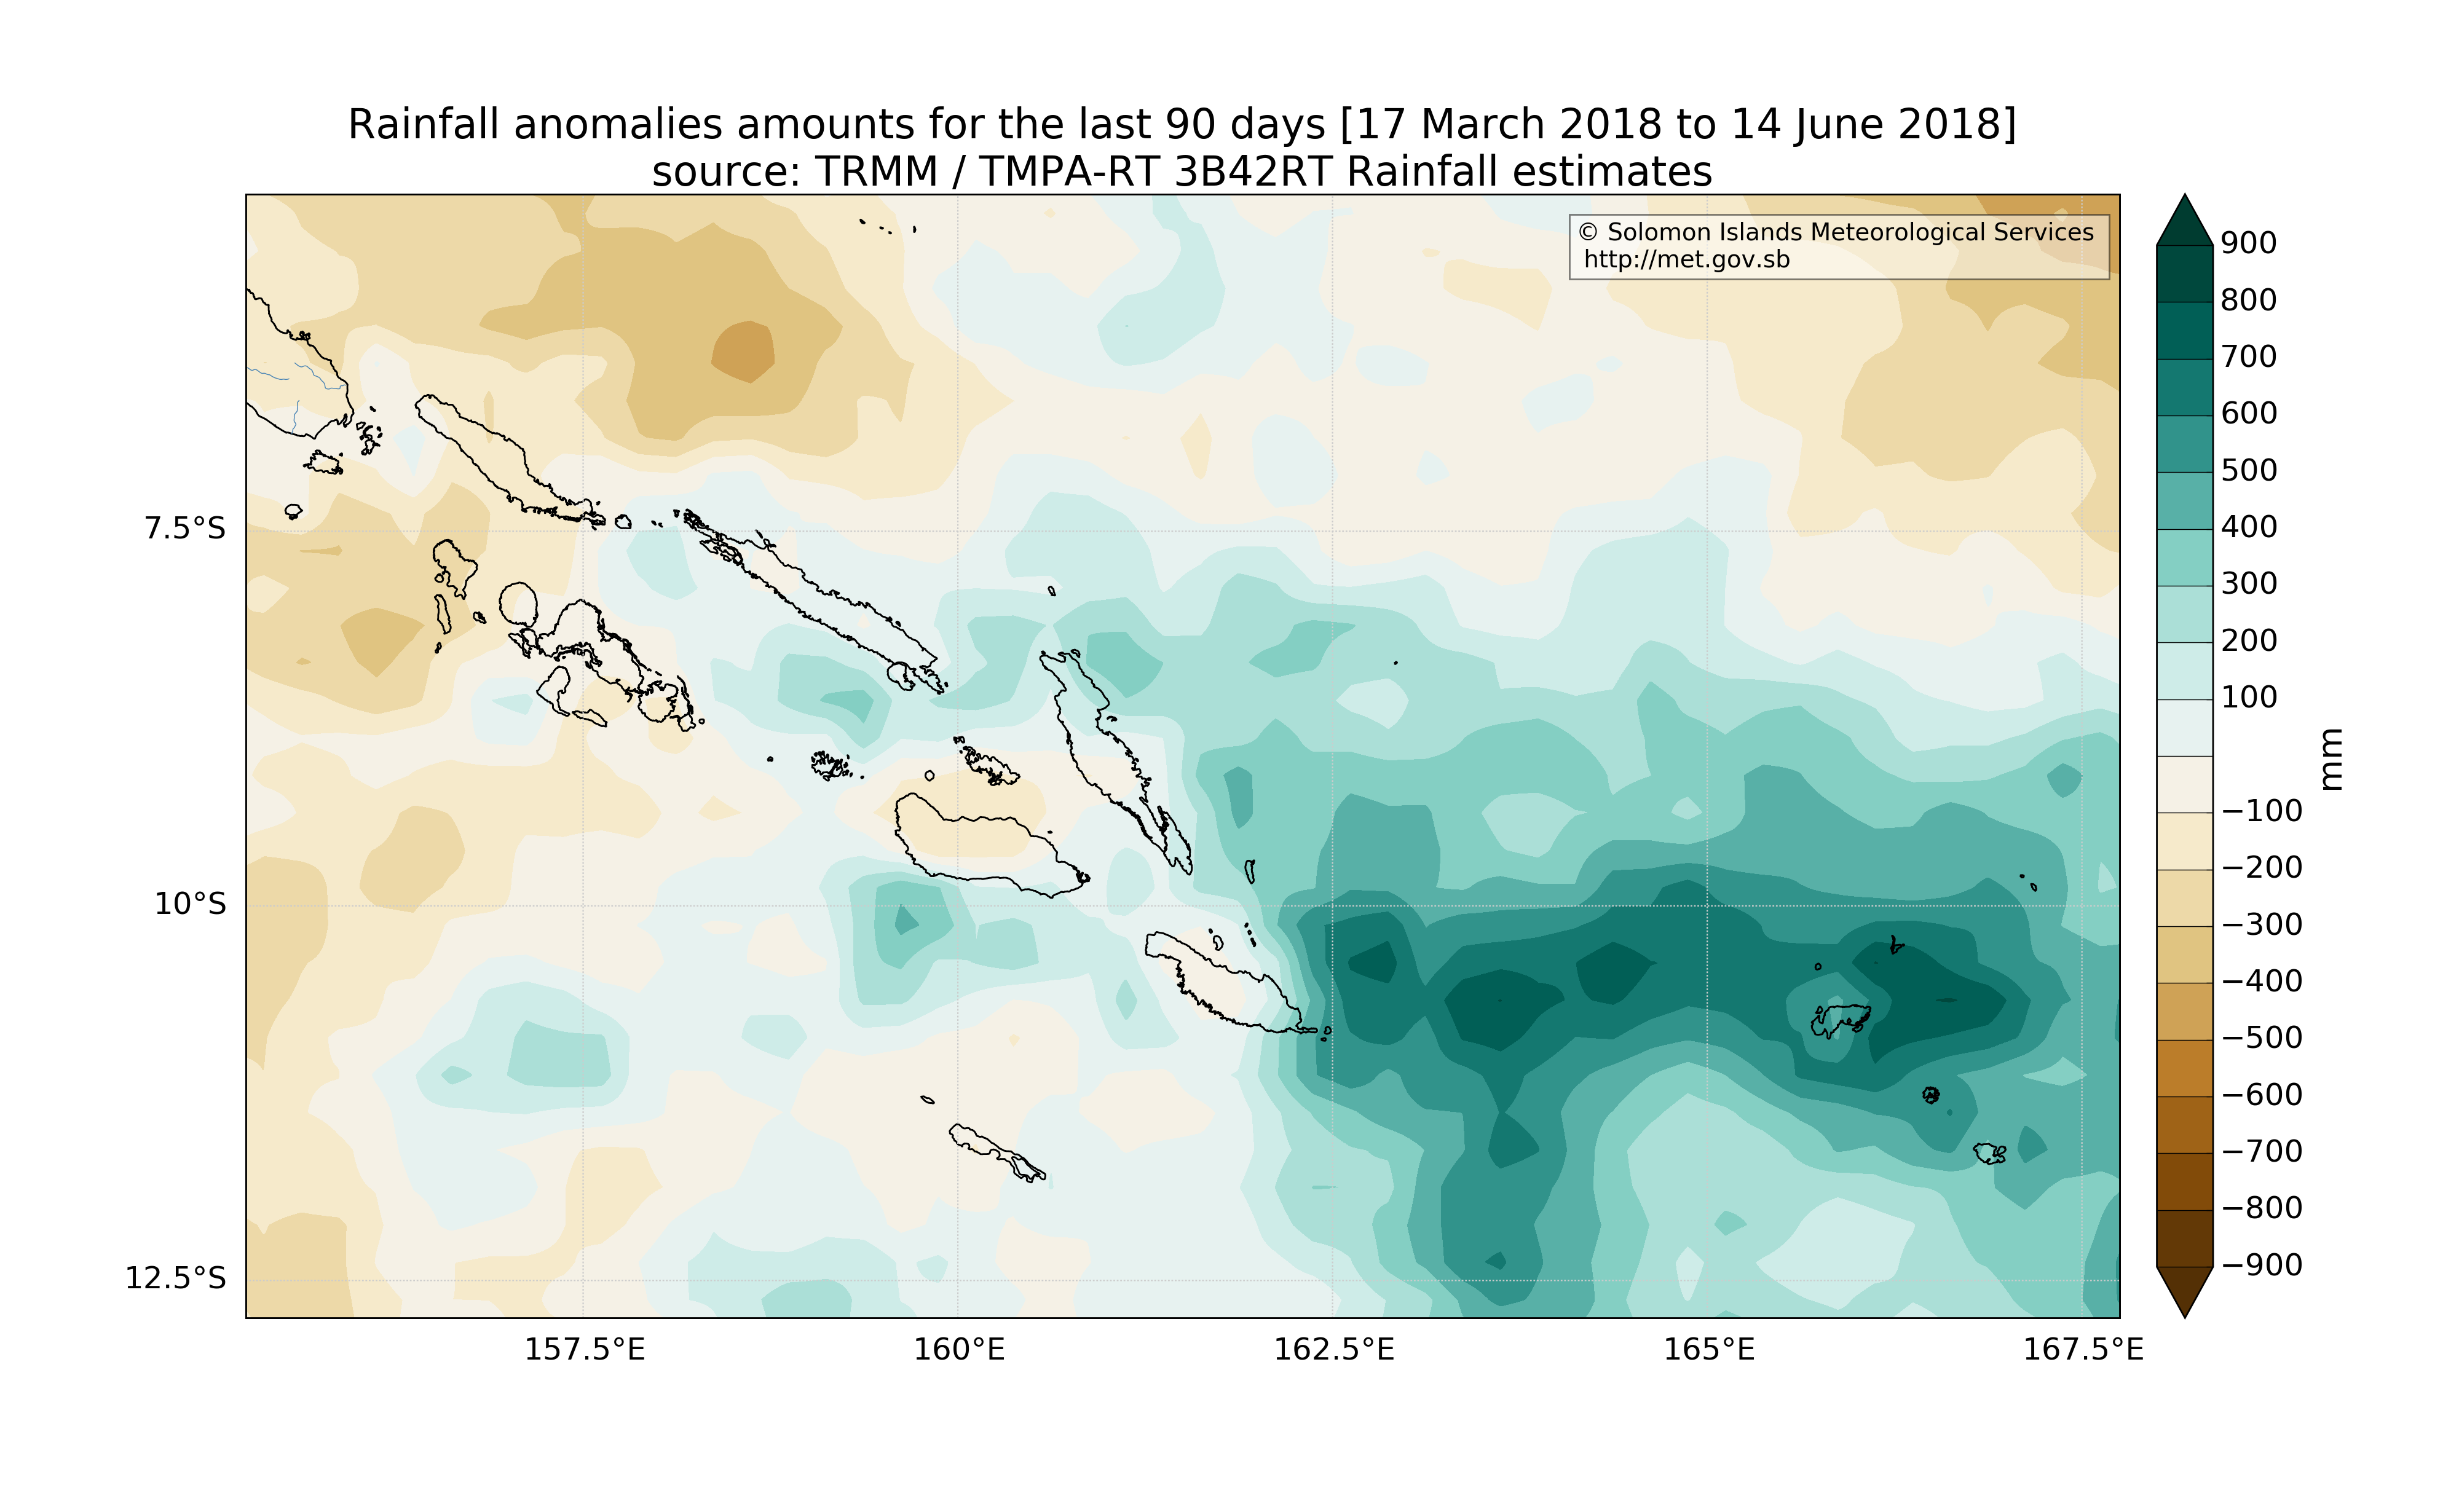 Rainfall anomalies amounts for the last 90 days [17 March 2018 to 14 June 2018]
source: TRMM / TMPA-RT 3B42RT Rainfall estimates
© Solomon Islands Meteorological Services
http://met.gov.sb
7.5°S
10°S
12.5°S
157.5°E
160°E
162.5°E
165°E
167.5°E
900
800
700
600
500
400
300
200
100
−100
−200
−300
−400
−500
−600
−700
−800
−900
mm